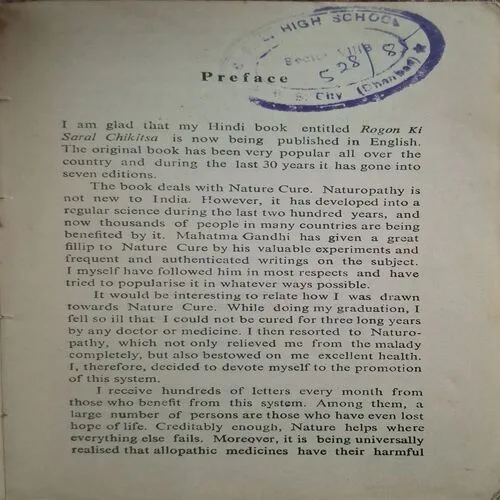 HIGH SCHOOL
528/8
S. City (Dhanbad)
Preface
I am glad that my Hindi book entitled Rogon Ki
Saral Chikitsa is now being published in English.
The original book has been very popular all over the
country and during the last 30 years it has gone into
seven editions.
The book deals with Nature Cure. Naturopathy is
not new to India. However, it has developed into a
regular science during the last two hundred years, and
now thousands of people in many countries are being
benefited by it. Mahatma Gandhi has given a great
fillip to Nature Cure by his valuable experiments and
frequent and authenticated writings on the subject.
I myself have followed him in most respects and have
tried to popularise it in whatever ways possible.
It would be interesting to relate how I was drawn
towards Nature Cure. While doing my graduation, I
fell so ill that I could not be cured for three long years
by any doctor or medicine. I then resorted to Naturo-
pathy, which not only relieved me from the malady
completely, but also bestowed on me excellent health.
I, therefore, decided to devote myself to the promotion
of this system.
I receive hundreds of letters every month from
those who benefit from this system. Among them, a
large number of persons are those who have even lost
hope of life. Creditably enough, Nature helps where
everything else fails. Moreover, it is being universally
realised that allopathic medicines have their harmful